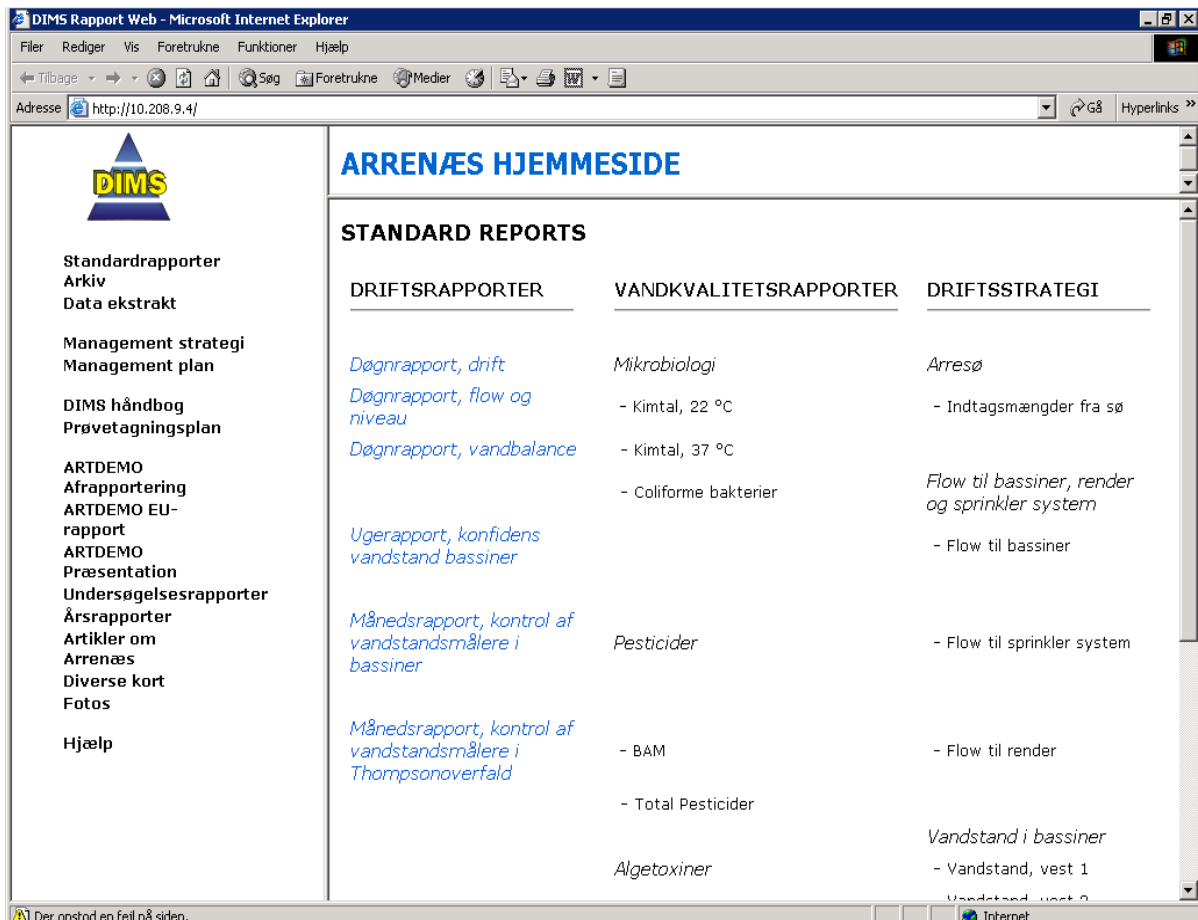 DIMS Rapport Web - Microsoft Internet Explorer
Filer Rediger Vis Foretrukne Funktioner Hjælp
Tilbage Søg Foretrukne Medier
Adresse http://10.208.9.4/ Gå Hyperlinks »
DIMS
Standardrapporter
Arkiv
Data ekstrakt
Management strategi
Management plan
DIMS håndbog
Prøvetagningsplan
ARTDEMO
Afrapportering
ARTDEMO EU-
rapport
ARTDEMO
Præsentation
Undersøgelsesrapporter
Årsrapporter
Artikler om
Arrenæs
Diverse kort
Fotos
Hjælp
ARRENÆS HJEMMESIDE
STANDARD REPORTS
DRIFTSRAPPORTER
Døgnrapport, drift
Døgnrapport, flow og
niveau
Døgnrapport, vandbalance
Ugerapport, konfidens
vandstand bassiner
Månedsrapport, kontrol af
vandstandsmålere i
bassiner
Månedsrapport, kontrol af
vandstandsmålere i
Thompsonoverfald
VANDKVALITETSRAPPORTER
Mikrobiologi
- Kimtal, 22 ºC
- Kimtal, 37 ºC
- Coliforme bakterier
Pesticider
- BAM
- Total Pesticider
Algetoxiner
DRIFTSSTRATEGI
Arresø
- Indtagsmængder fra sø
Flow til bassiner, render
og sprinkler system
- Flow til bassiner
- Flow til sprinkler system
- Flow til render
Vandstand i bassiner
- Vandstand, vest 1
- Vandstand, vest 2
Der opstod en fejl på siden.
Internet